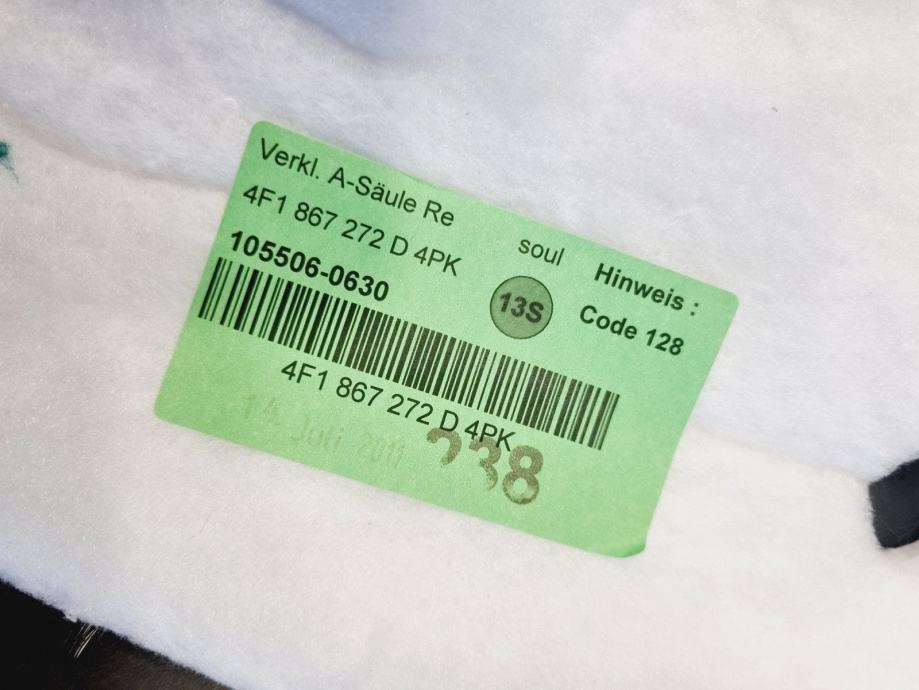 Verkl. A-Säule Re
4F1 867 272 D 4PK
soul
Hinweis :
105506-0630
13S
Code 128
4F1 867 272 D 4PK
14. Juli 2011
238